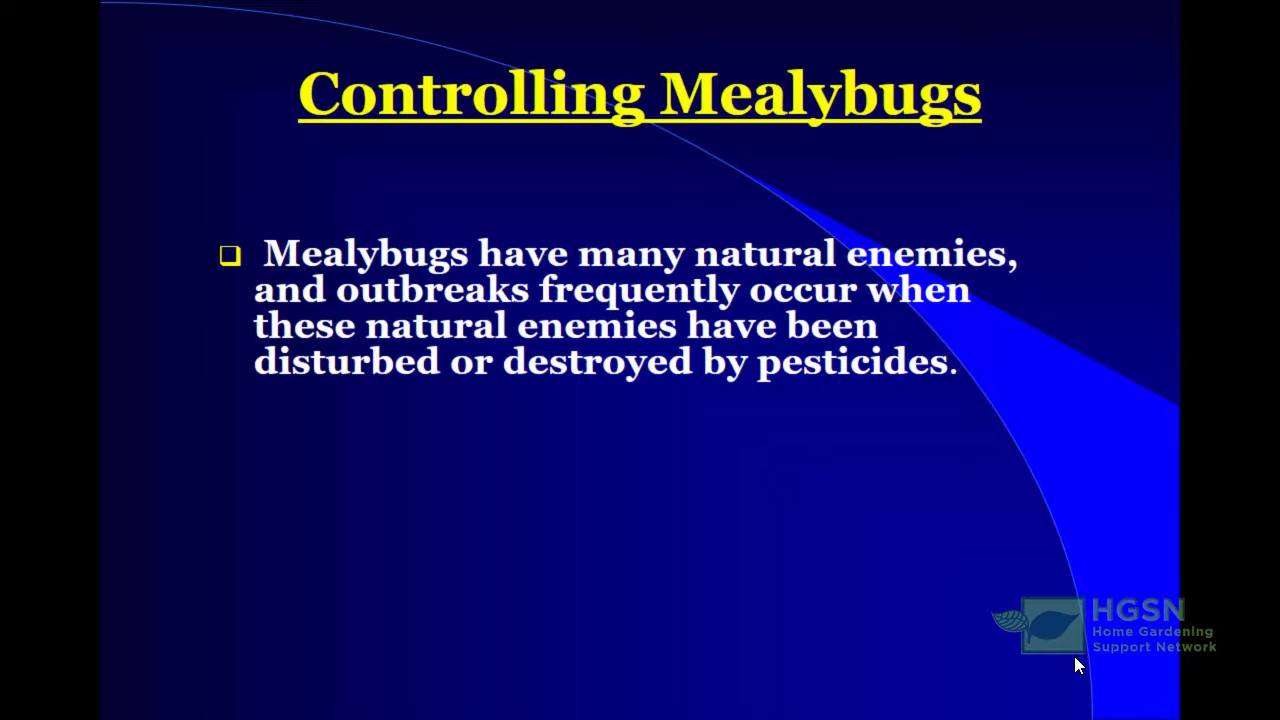 Controlling Mealybugs
❑ Mealybugs have many natural enemies,
and outbreaks frequently occur when
these natural enemies have been
disturbed or destroyed by pesticides.
HGSN
Home Gardening
Support Network